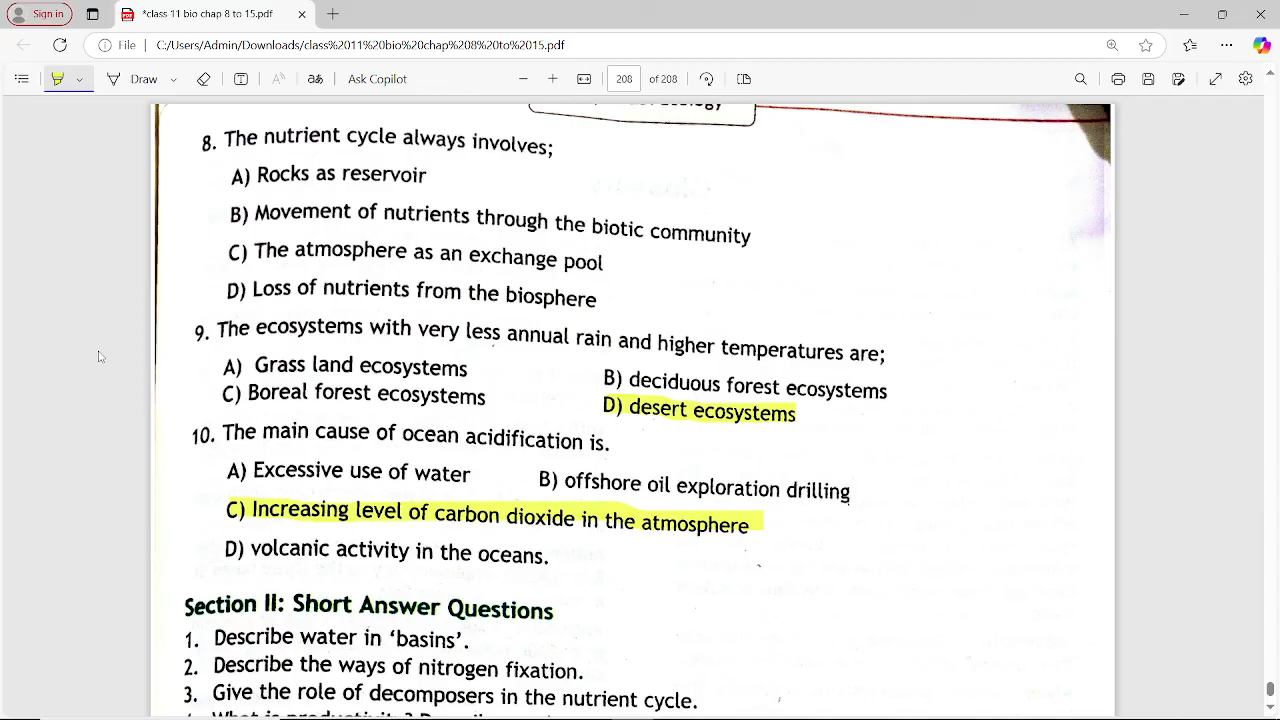 Sign in
*class 11 bio chap 8 to 15.pdf
File C:/Users/Admin/Downloads/class%2011%20bio%20chap%208%20to%2015.pdf
Draw Ask Copilot 208 of 208
8. The nutrient cycle always involves;
A) Rocks as reservoir
B) Movement of nutrients through the biotic community
C) The atmosphere as an exchange pool
D) Loss of nutrients from the biosphere
9. The ecosystems with very less annual rain and higher temperatures are;
A) Grass land ecosystems B) deciduous forest ecosystems
C) Boreal forest ecosystems D) desert ecosystems
10. The main cause of ocean acidification is.
A) Excessive use of water B) offshore oil exploration drilling
C) Increasing level of carbon dioxide in the atmosphere
D) volcanic activity in the oceans.
Section II: Short Answer Questions
1. Describe water in ‘basins’.
2. Describe the ways of nitrogen fixation.
3. Give the role of decomposers in the nutrient cycle.